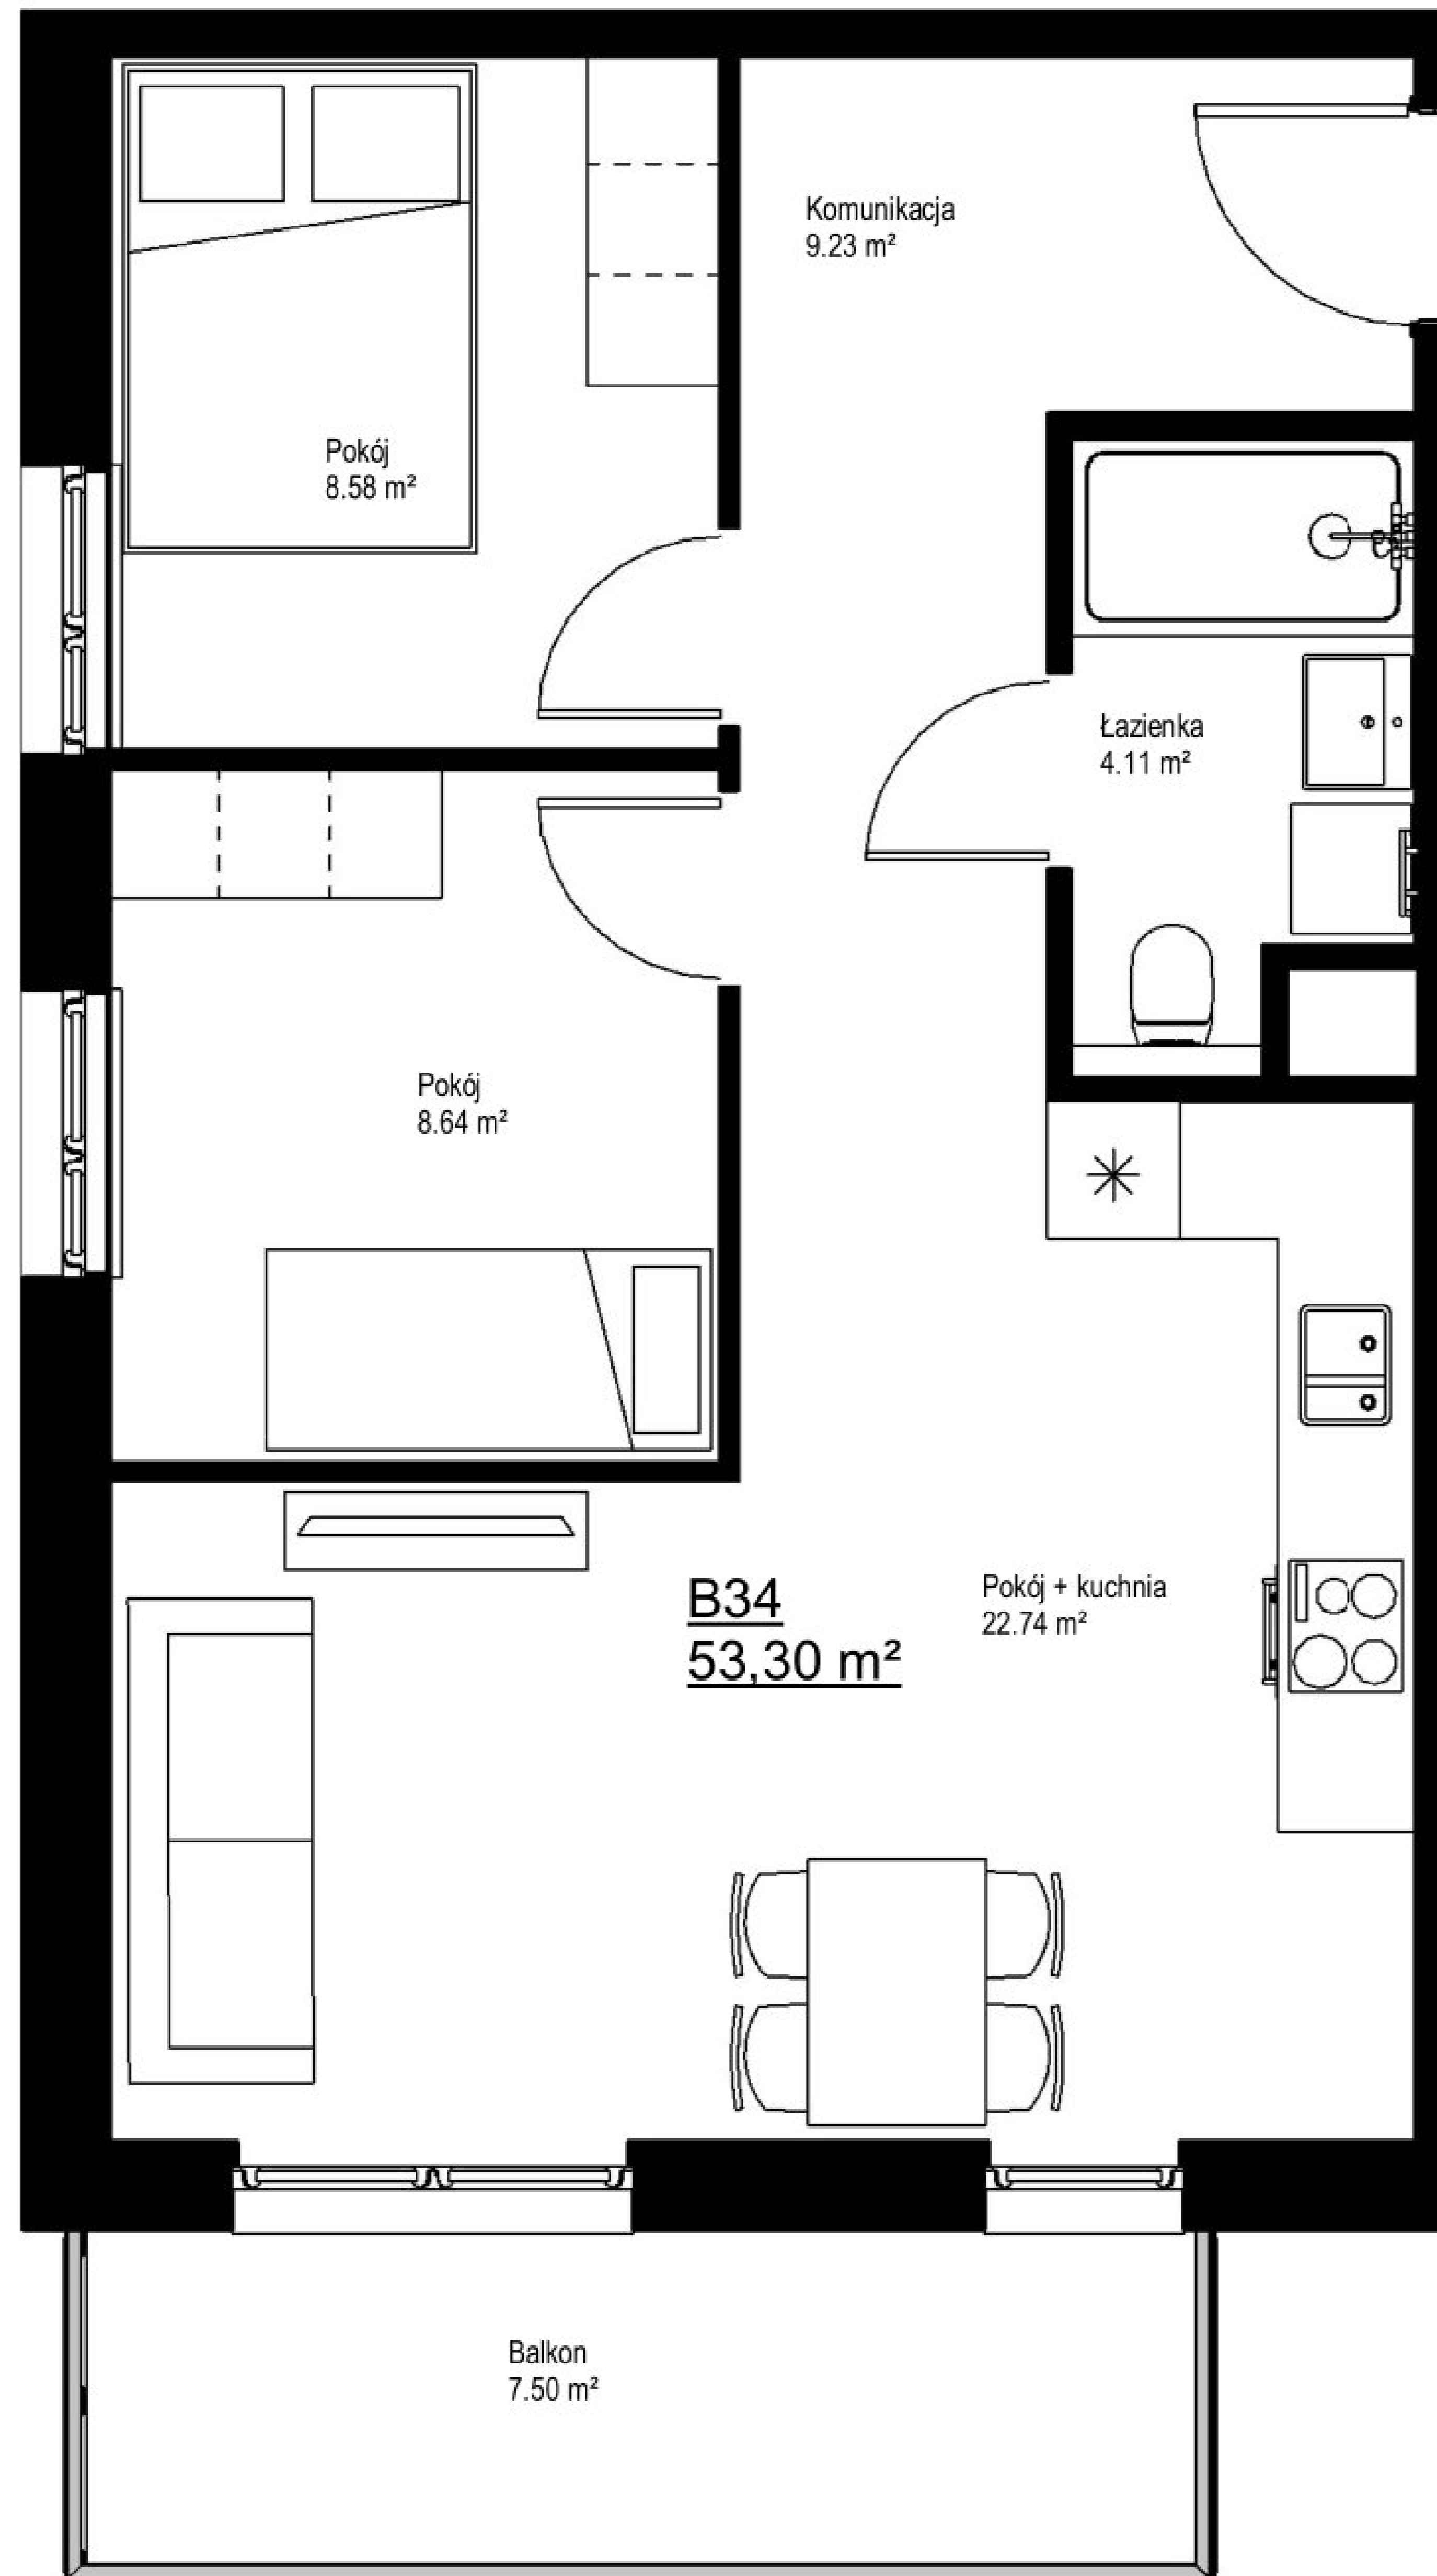 Komunikacja
9.23 m²
Pokój
8.58 m²
Łazienka
4.11 m²
Pokój
8.64 m²
B34
53,30 m²
Pokój + kuchnia
22.74 m²
Balkon
7.50 m²